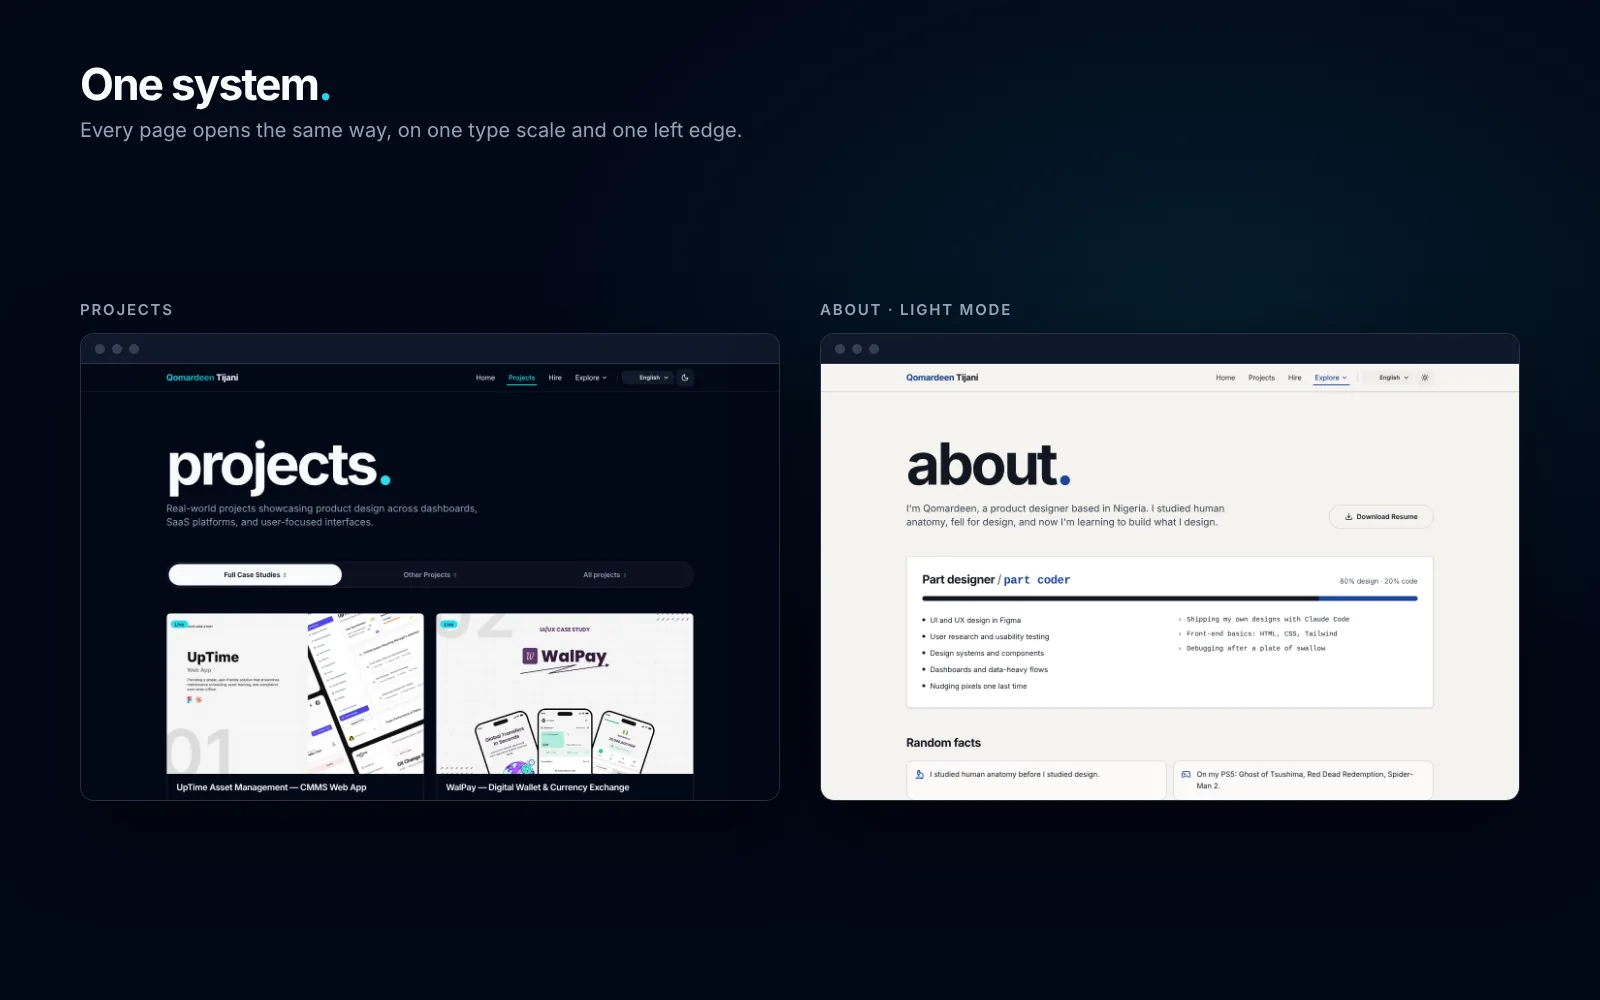 One system.
Every page opens the same way, on one type scale and one left edge.
PROJECTS
Qomardeen Tijani
Home
Projects
Hire
Explore
English
projects.
Real-world projects showcasing product design across dashboards,
SaaS platforms, and user-focused interfaces.
Full Case Studies
Other Projects
All projects
Live
UpTime
Web App
01
UpTime Asset Management — CMMS Web App
Live
02
UI/UX CASE STUDY
WalPay
Global Transfers
in Seconds
WalPay — Digital Wallet & Currency Exchange
ABOUT · LIGHT MODE
Qomardeen Tijani
Home
Projects
Hire
Explore
English
about.
I'm Qomardeen, a product designer based in Nigeria. I studied human
anatomy, fell for design, and now I'm learning to build what I design.
Download Resume
Part designer / part coder
80% design · 20% code
UI and UX design in Figma
User research and usability testing
Design systems and components
Dashboards and data-heavy flows
Nudging pixels one last time
› Shipping my own designs with Claude Code
› Front-end basics: HTML, CSS, Tailwind
› Debugging after a plate of swallow
Random facts
I studied human anatomy before I studied design.
On my PS5: Ghost of Tsushima, Red Dead Redemption, Spider-
Man 2.